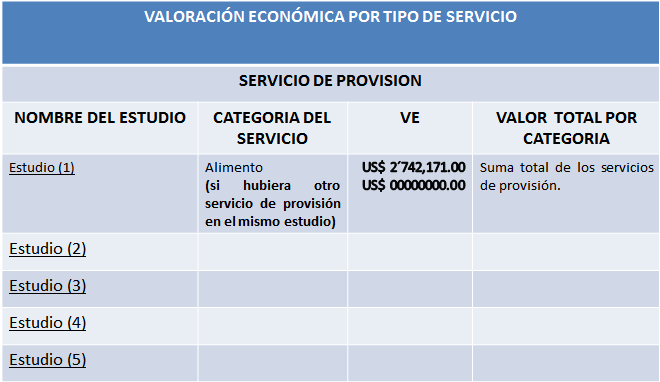 VALORACIÓN ECONÓMICA POR TIPO DE SERVICIO
SERVICIO DE PROVISION
NOMBRE DEL ESTUDIO
CATEGORIA DEL
SERVICIO
VE
VALOR TOTAL POR
CATEGORIA
Estudio (1)
Alimento
(si hubiera otro
servicio de provisión
en el mismo estudio)
US$ 2´742,171.00
US$ 00000000.00
Suma total de los servicios
de provisión.
Estudio (2)
Estudio (3)
Estudio (4)
Estudio (5)